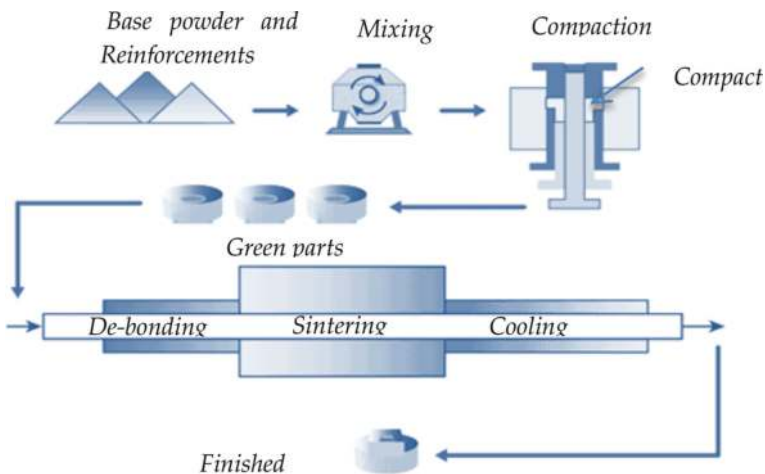 Base powder and
Reinforcements
Mixing
Compaction
Compact
Green parts
De-bonding
Sintering
Cooling
Finished